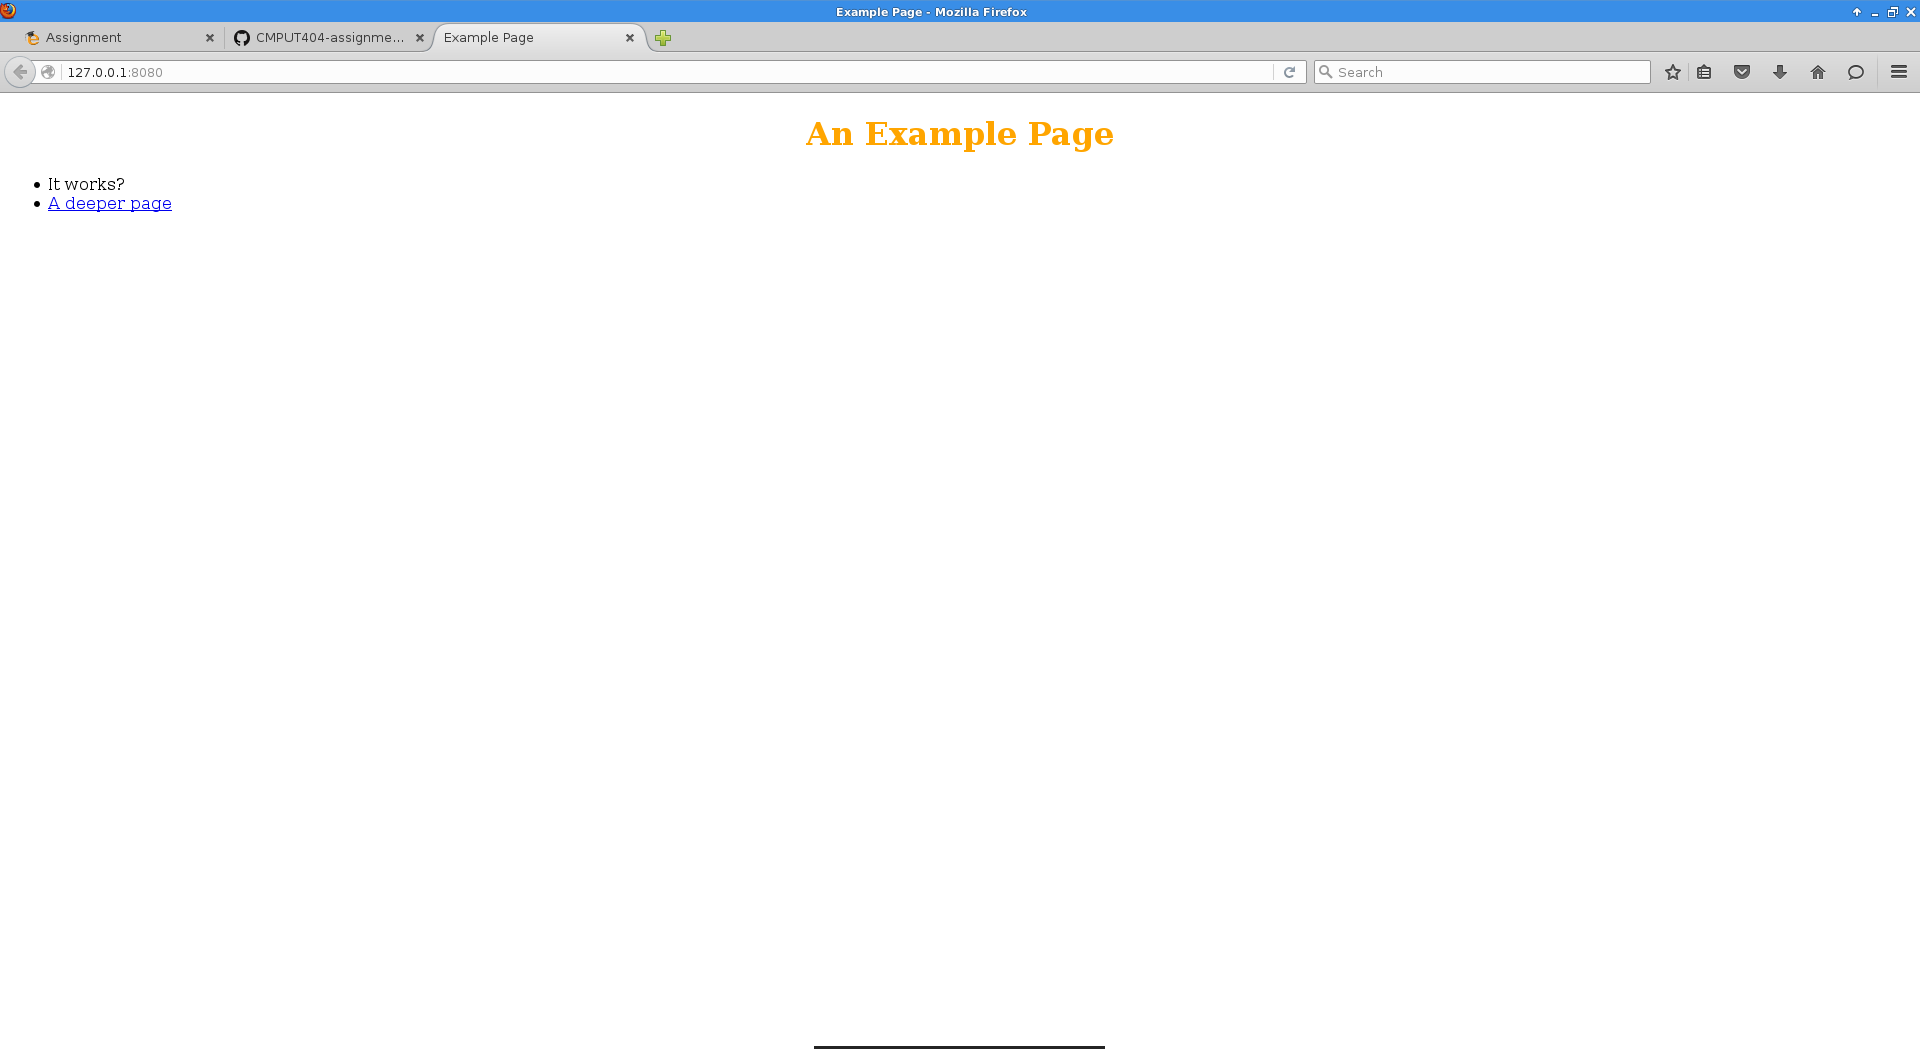 Example Page - Mozilla Firefox
Assignment
CMPUT404-assignme...
Example Page
127.0.0.1:8080
Search
An Example Page
It works?
A deeper page